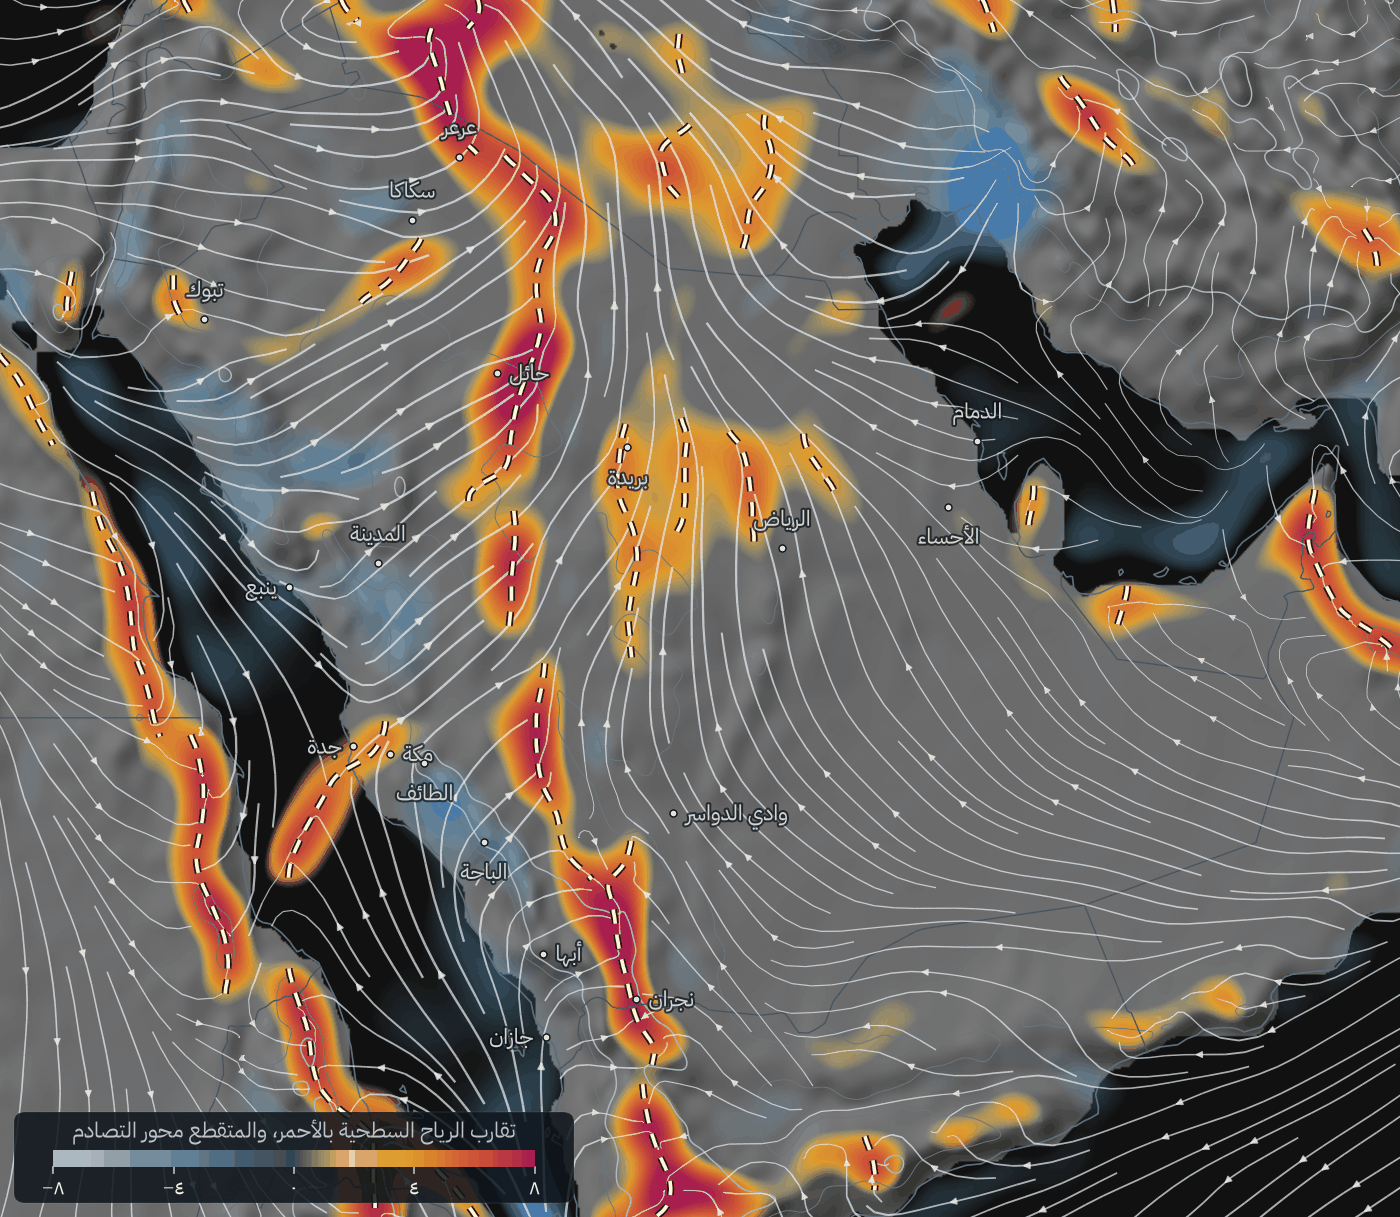 عرعر
سكاكا
تبوك
حائل
الدمام
بريدة
الرياض
المدينة
الأحساء
ينبع
جدة
مكة
الطائف
وادي الدواسر
الباحة
أبها
نجران
جازان
تقارب الرياح السطحية بالأحمر، والمتقطع محور التصادم
−٨ −٤ ٠ ٤ ٨